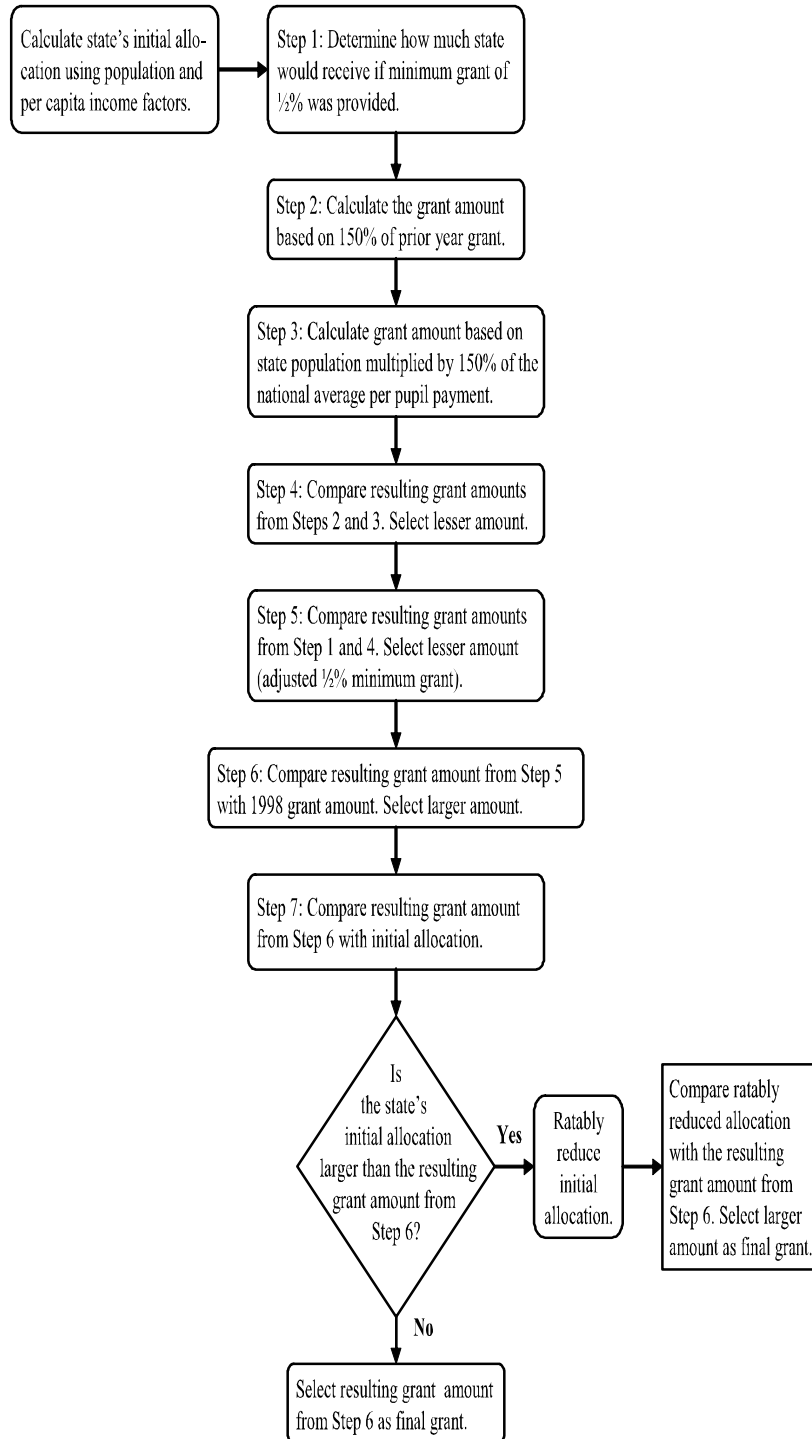 Calculate state's initial allo-
cation using population and
per capita income factors.
Step 1: Determine how much state
would receive if minimum grant of
½% was provided.
Step 2: Calculate the grant amount
based on 150% of prior year grant.
Step 3: Calculate grant amount based on
state population multiplied by 150% of the
national average per pupil payment.
Step 4: Compare resulting grant amounts
from Steps 2 and 3. Select lesser amount.
Step 5: Compare resulting grant amounts
from Step 1 and 4. Select lesser amount
(adjusted ½% minimum grant).
Step 6: Compare resulting grant amount from Step 5
with 1998 grant amount. Select larger amount.
Step 7: Compare resulting grant amount
from Step 6 with initial allocation.
Is
the state's
initial allocation
larger than the resulting
grant amount from
Step 6?
Yes
Ratably
reduce
initial
allocation.
Compare ratably
reduced allocation
with the resulting
grant amount from
Step 6. Select larger
amount as final grant.
No
Select resulting grant amount
from Step 6 as final grant.